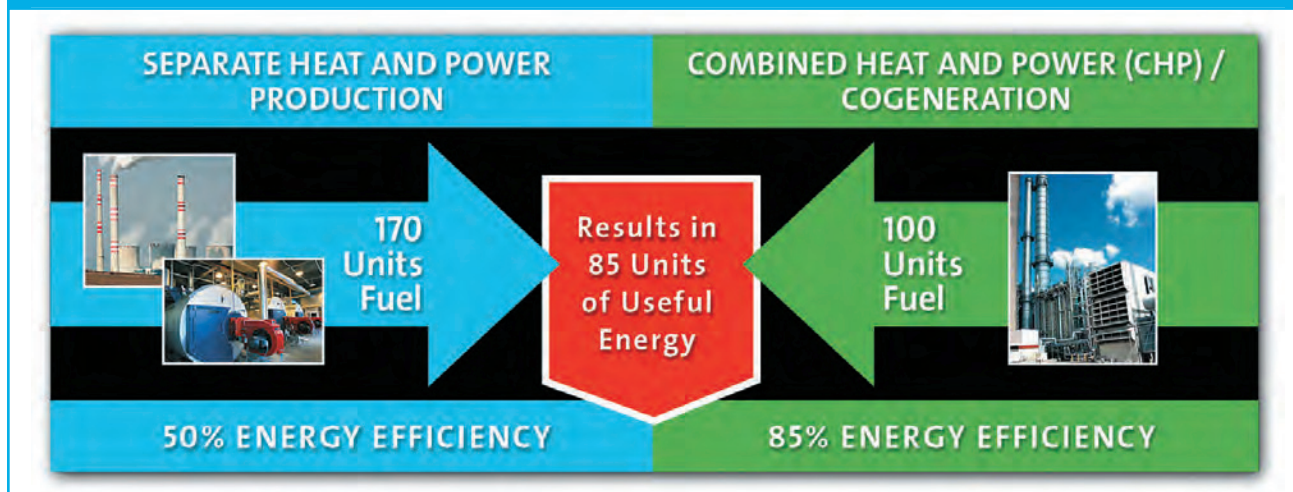 SEPARATE HEAT AND POWER
PRODUCTION
COMBINED HEAT AND POWER (CHP) /
COGENERATION
170
Units
Fuel
Results in
85 Units
of Useful
Energy
100
Units
Fuel
50% ENERGY EFFICIENCY
85% ENERGY EFFICIENCY